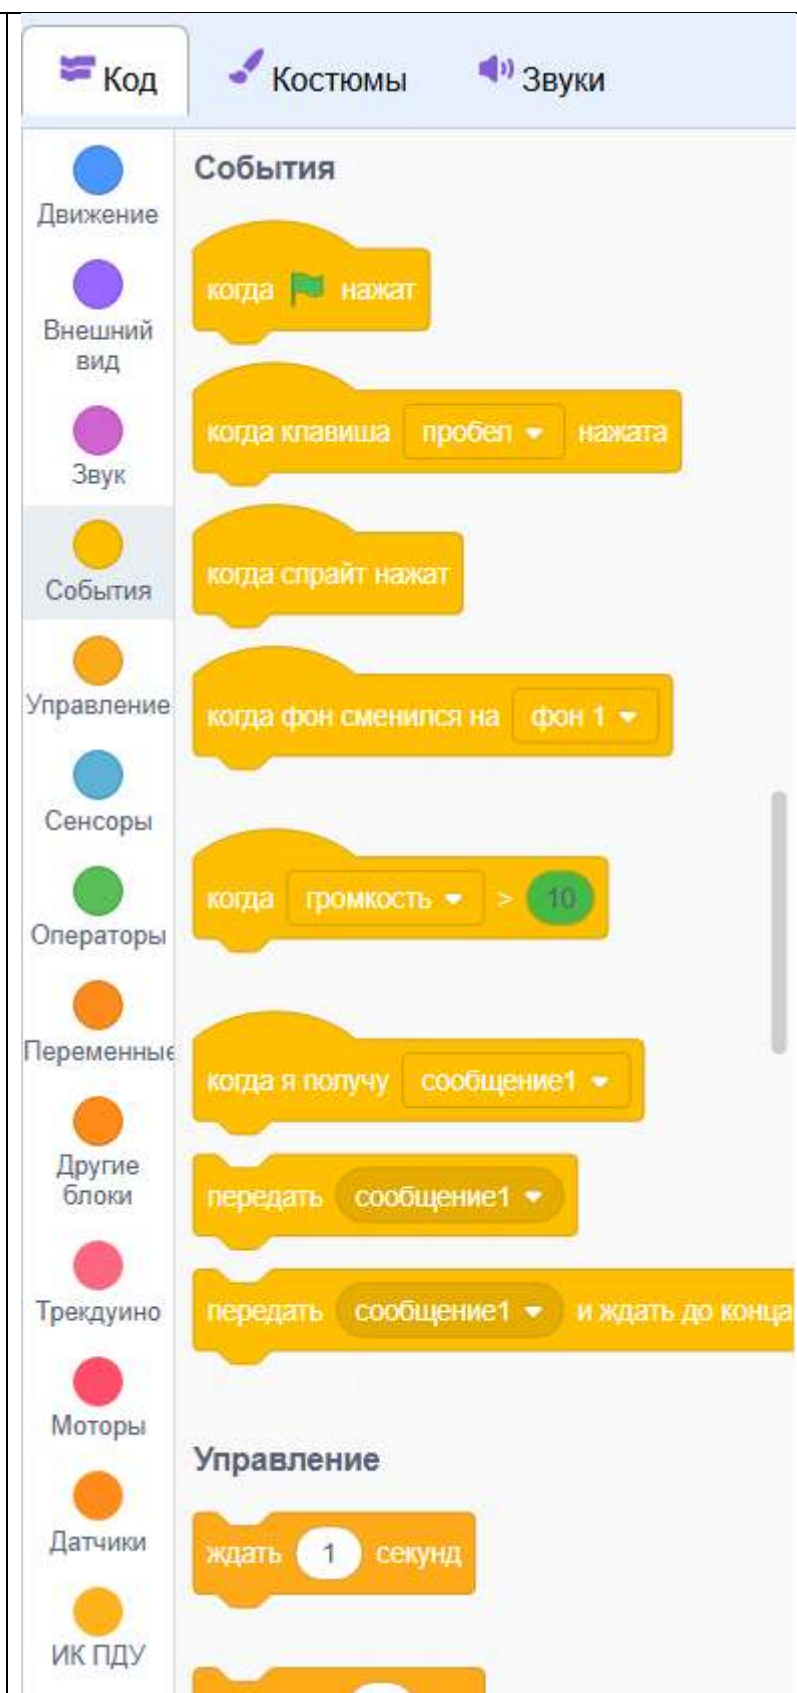 Код Костюмы Звуки
Движение
Внешний
вид
Звук
События
Управление
Сенсоры
Операторы
Переменные
Другие
блоки
Трекдуино
Моторы
Датчики
ИК ПДУ
События
когда нажат
когда клавиша пробел нажата
когда спрайт нажат
когда фон сменился на фон 1
когда громкость > 10
когда я получу сообщение1
передать сообщение1
передать сообщение1 и ждать до конца
Управление
ждать 1 секунд